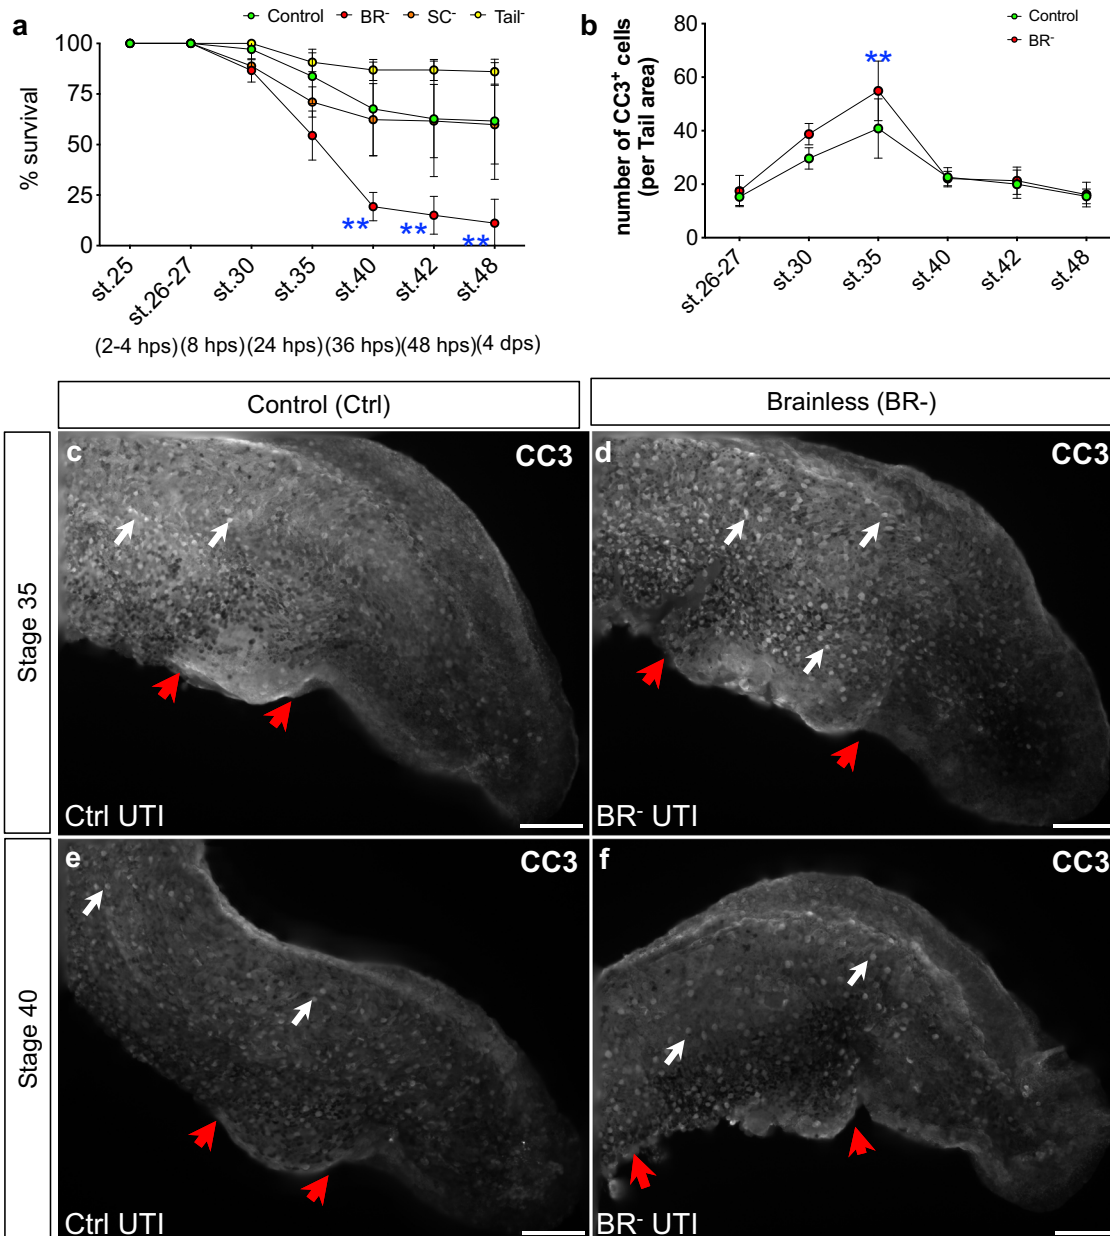 a
Control BR⁻ SC⁻ Tail⁻
% survival
100
75
50
25
0
st.25 st.26-27 st.30 st.35 st.40 st.42 st.48
(2-4 hps) (8 hps) (24 hps) (36 hps) (48 hps) (4 dps)
** ** **
b
Control
BR⁻
number of CC3⁺ cells
(per Tail area)
80
60
40
20
0
**
st.26-27 st.30 st.35 st.40 st.42 st.48
Control (Ctrl)
Brainless (BR-)
Stage 35
c CC3
Ctrl UTI
d CC3
BR⁻ UTI
Stage 40
e CC3
Ctrl UTI
f CC3
BR⁻ UTI